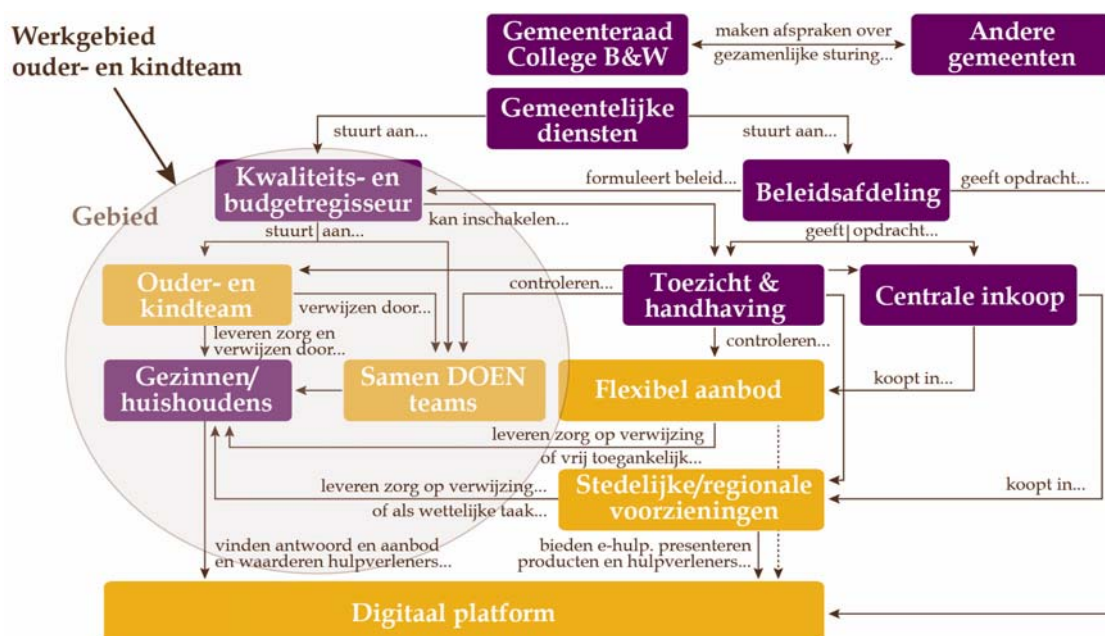 Werkgebied
ouder- en kindteam
Gemeenteraad
College B&W
maken afspraken over
gezamenlijke sturing...
Andere
gemeenten
Gemeentelijke
diensten
stuurt aan...
stuurt aan...
Kwaliteits- en
budgetregisseur
formuleert beleid...
Beleidsafdeling
geeft opdracht...
Gebied
kan inschakelen...
stuurt aan...
geeft opdracht...
Ouder- en
kindteam
controleren...
Toezicht &
handhaving
Centrale inkoop
verwijzen door...
leveren zorg en
verwijzen door...
controleren...
Gezinnen/
huishoudens
Samen DOEN
teams
Flexibel aanbod
koopt in...
leveren zorg op verwijzing
of vrij toegankelijk...
leveren zorg op verwijzing...
of als wettelijke taak...
Stedelijke/regionale
voorzieningen
koopt in...
vinden antwoord en aanbod
en waarderen hulpverleners...
bieden e-hulp. presenteren
producten en hulpverleners...
Digitaal platform